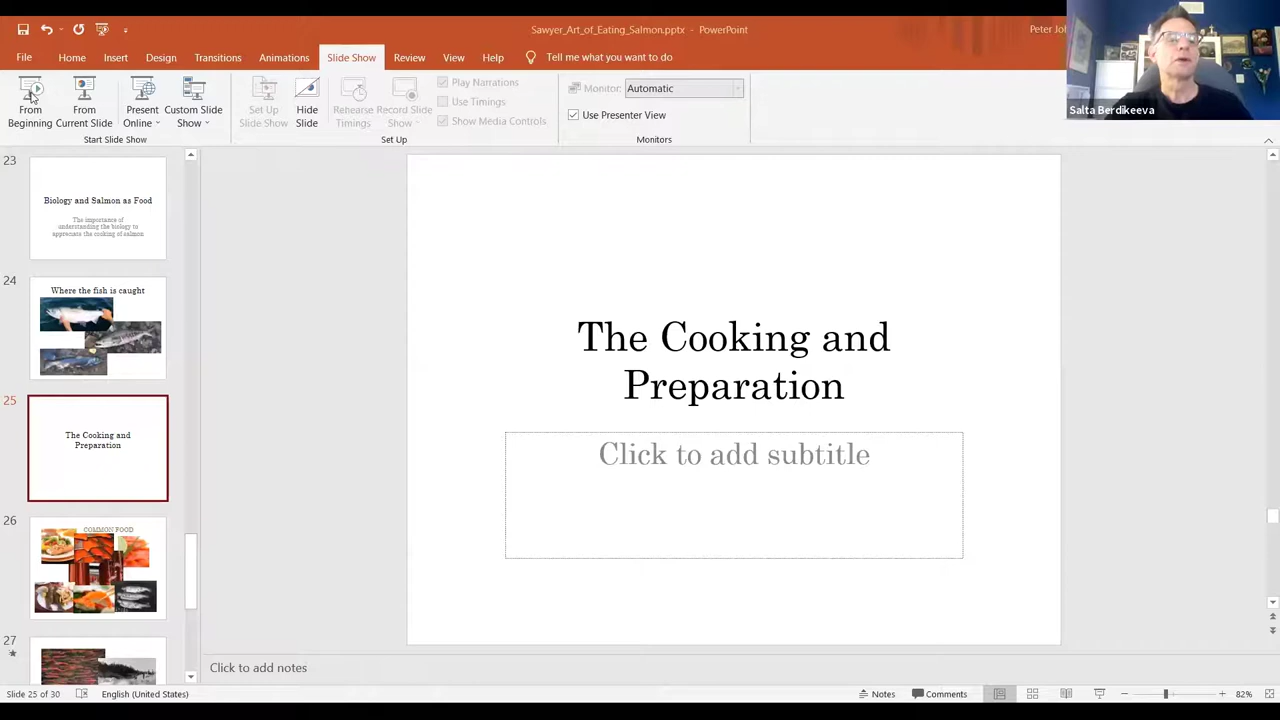 Sawyer_Art_of_Eating_Salmon.pptx - PowerPoint
Peter Jo
File Home Insert Design Transitions Animations Slide Show Review View Help Tell me what you want to do
From Beginning
From Current Slide
Present Online
Custom Slide Show
Start Slide Show
Set Up Slide Show
Hide Slide
Rehearse Timings
Record Slide Show
Play Narrations
Use Timings
Show Media Controls
Set Up
Monitor: Automatic
Use Presenter View
Monitors
Salta Berdikeeva
23
Biology and Salmon as Food
The importance of
understanding the biology to
appreciate the cooking of salmon
24
Where the fish is caught
25
The Cooking and
Preparation
26
COMMON FOOD
27
The Cooking and
Preparation
Click to add subtitle
Click to add notes
Slide 25 of 30 English (United States) Notes Comments 82%